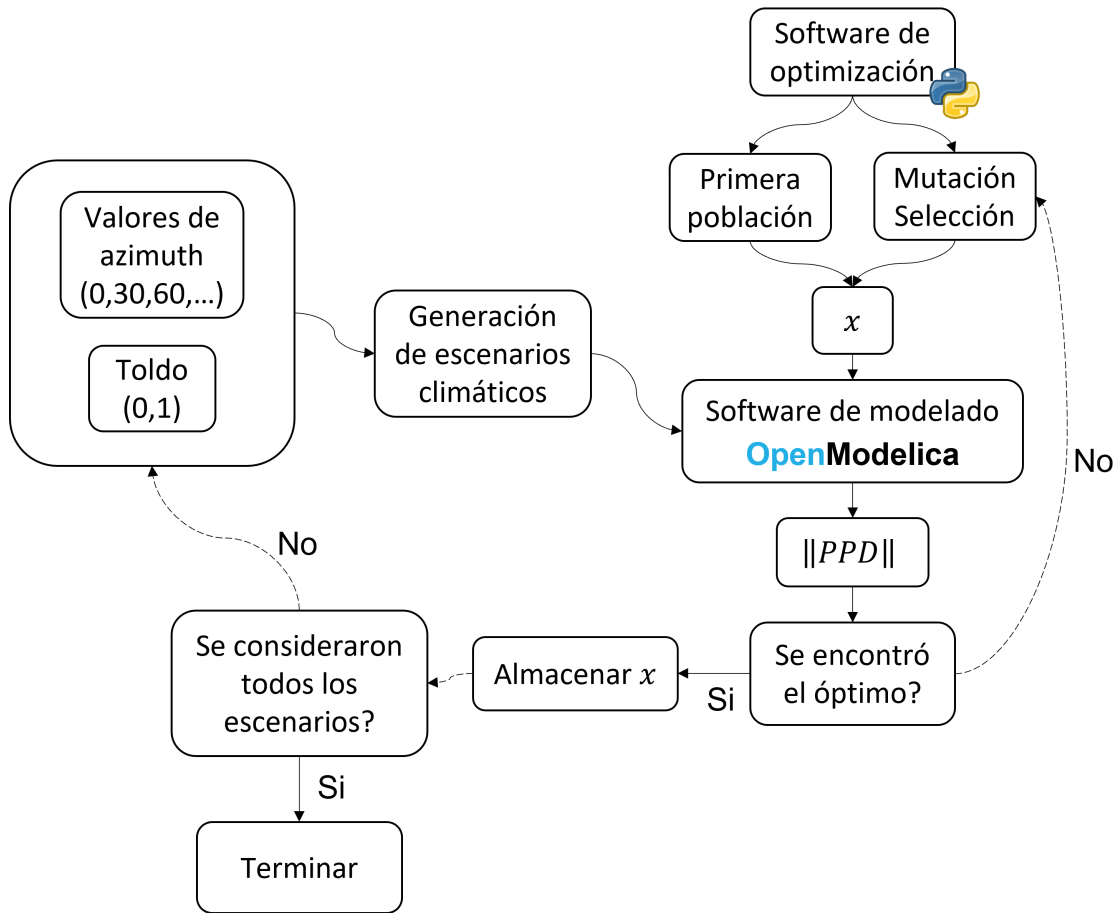 Software de
optimización
Primera
población
Mutación
Selección
x
Valores de
azimuth
(0,30,60,...)
Toldo
(0,1)
Generación
de escenarios
climáticos
Software de modelado
OpenModelica
‖PPD‖
No
Se encontró
el óptimo?
Si
Almacenar x
No
Se consideraron
todos los
escenarios?
Si
Terminar